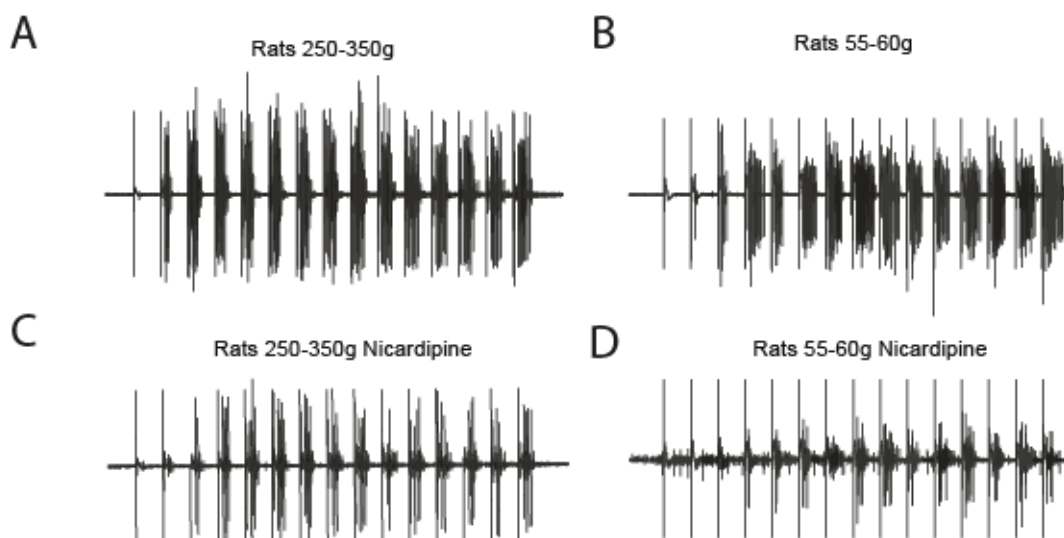 A
Rats 250-350g
B
Rats 55-60g
C
Rats 250-350g Nicardipine
D
Rats 55-60g Nicardipine